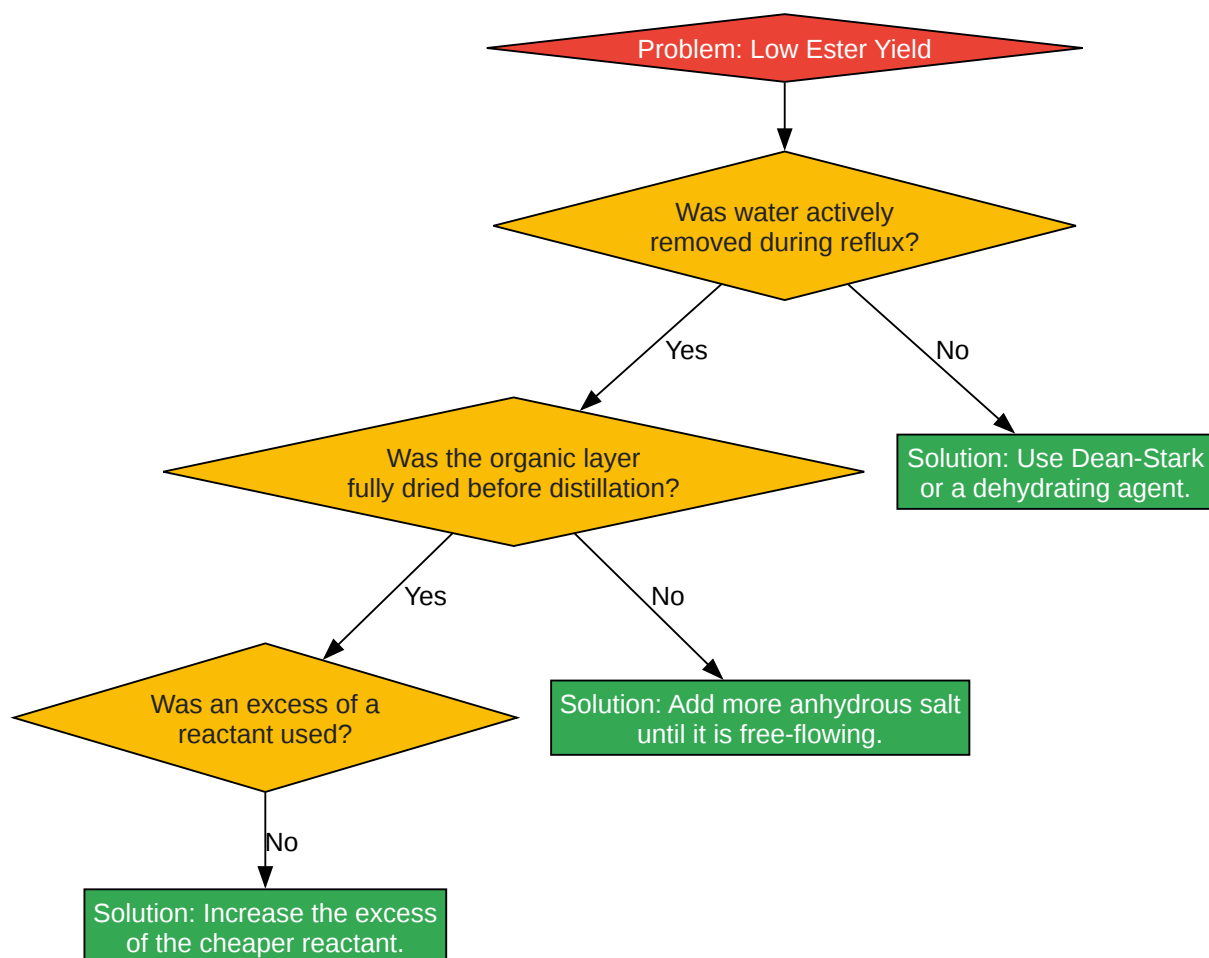 Problem: Low Ester Yield
Was water actively
removed during reflux?
Yes
No
Was the organic layer
fully dried before distillation?
Solution: Use Dean-Stark
or a dehydrating agent.
Yes
No
Was an excess of a
reactant used?
Solution: Add more anhydrous salt
until it is free-flowing.
No
Solution: Increase the excess
of the cheaper reactant.